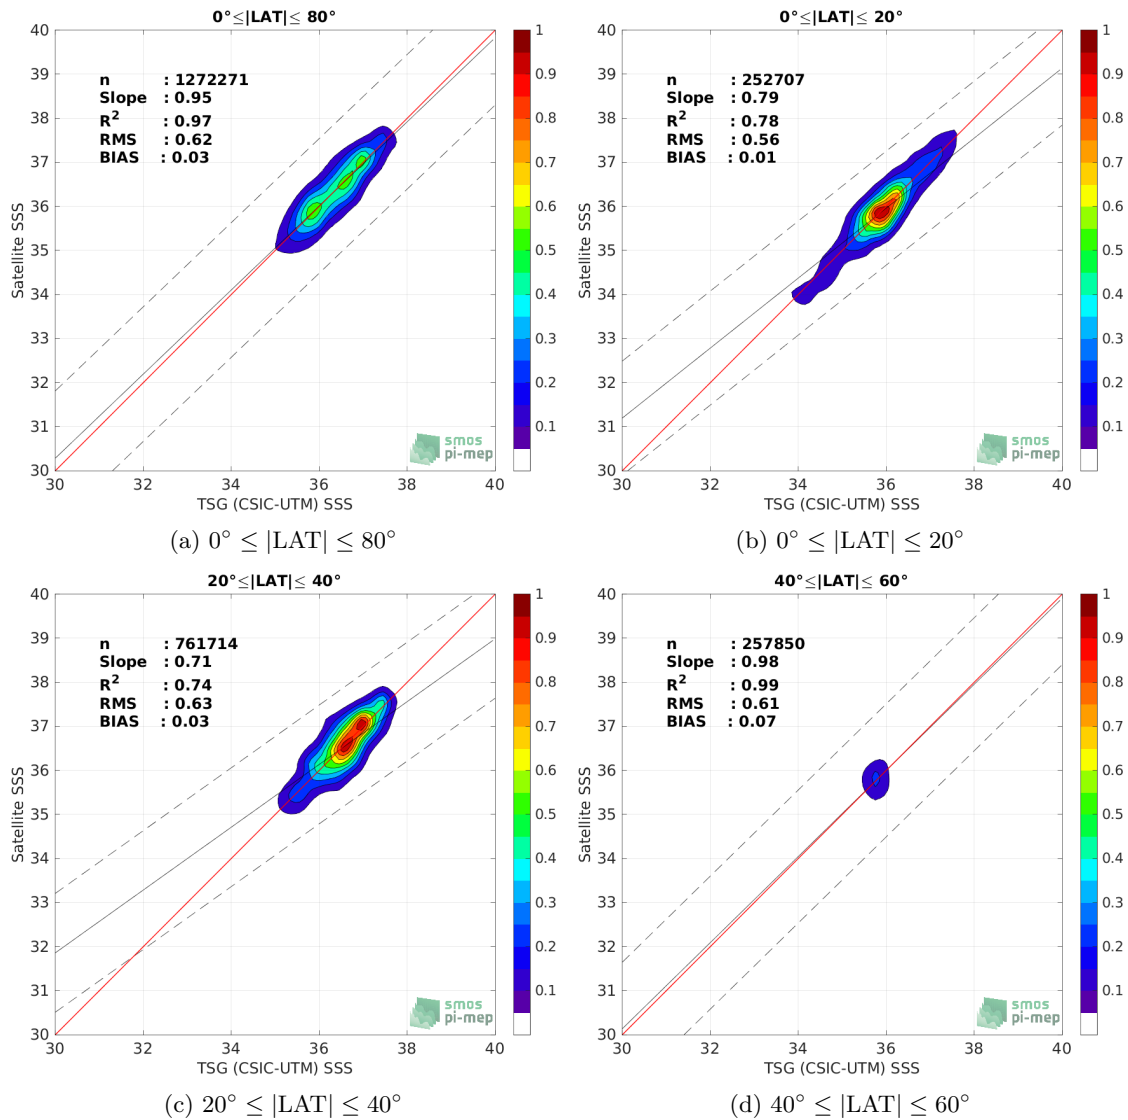 0°≤|LAT|≤ 80°
40
39
38
37
36
35
34
33
32
31
30
Satellite SSS
n : 1272271
Slope : 0.95
R² : 0.97
RMS : 0.62
BIAS : 0.03
smos
pi-mep
30 32 34 36 38 40
TSG (CSIC-UTM) SSS
1
0.9
0.8
0.7
0.6
0.5
0.4
0.3
0.2
0.1
(a) 0° ≤ |LAT| ≤ 80°
0°≤|LAT|≤ 20°
40
39
38
37
36
35
34
33
32
31
30
Satellite SSS
n : 252707
Slope : 0.79
R² : 0.78
RMS : 0.56
BIAS : 0.01
smos
pi-mep
30 32 34 36 38 40
TSG (CSIC-UTM) SSS
1
0.9
0.8
0.7
0.6
0.5
0.4
0.3
0.2
0.1
(b) 0° ≤ |LAT| ≤ 20°
20°≤|LAT|≤ 40°
40
39
38
37
36
35
34
33
32
31
30
Satellite SSS
n : 761714
Slope : 0.71
R² : 0.74
RMS : 0.63
BIAS : 0.03
smos
pi-mep
30 32 34 36 38 40
TSG (CSIC-UTM) SSS
1
0.9
0.8
0.7
0.6
0.5
0.4
0.3
0.2
0.1
(c) 20° ≤ |LAT| ≤ 40°
40°≤|LAT|≤ 60°
40
39
38
37
36
35
34
33
32
31
30
Satellite SSS
n : 257850
Slope : 0.98
R² : 0.99
RMS : 0.61
BIAS : 0.07
smos
pi-mep
30 32 34 36 38 40
TSG (CSIC-UTM) SSS
1
0.9
0.8
0.7
0.6
0.5
0.4
0.3
0.2
0.1
(d) 40° ≤ |LAT| ≤ 60°